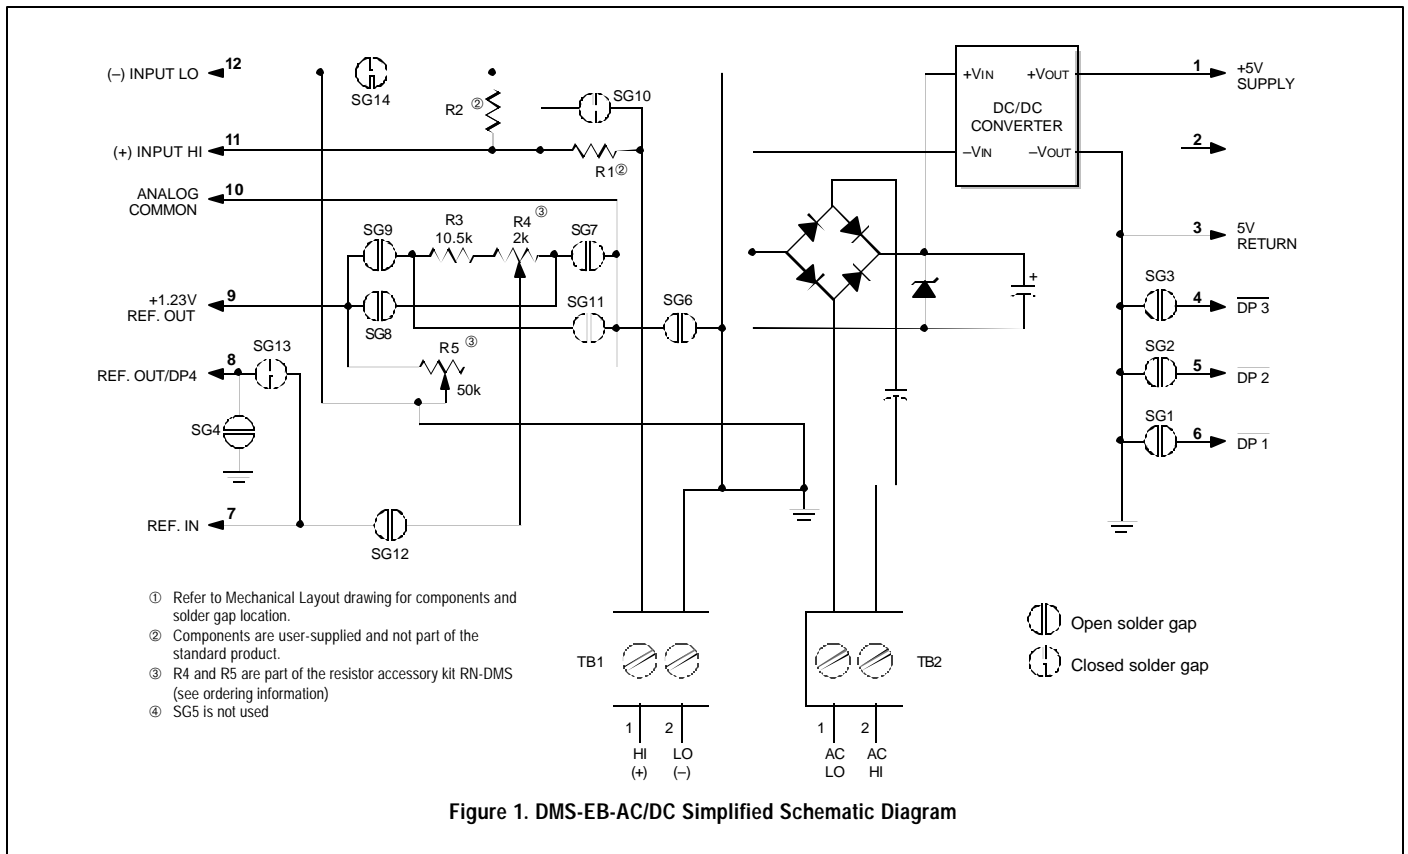 12
(–) INPUT LO
SG14
R2 ②
SG10
11
(+) INPUT HI
R1②
10
ANALOG
COMMON
SG9
R3
10.5k
R4 ③
2k
SG7
9
+1.23V
REF. OUT
SG8
SG11
SG6
8
REF. OUT/DP4
SG13
R5 ③
50k
SG4
7
REF. IN
SG12
+VIN
+VOUT
DC/DC
CONVERTER
–VIN
–VOUT
1
+5V
SUPPLY
2
3
5V
RETURN
+
SG3
4
DP 3
SG2
5
DP 2
SG1
6
DP 1
① Refer to Mechanical Layout drawing for components and
solder gap location.
② Components are user-supplied and not part of the
standard product.
③ R4 and R5 are part of the resistor accessory kit RN-DMS
(see ordering information)
④ SG5 is not used
TB1
TB2
1
2
HI
(+)
LO
(–)
1
2
AC
LO
AC
HI
Open solder gap
Closed solder gap
Figure 1. DMS-EB-AC/DC Simplified Schematic Diagram